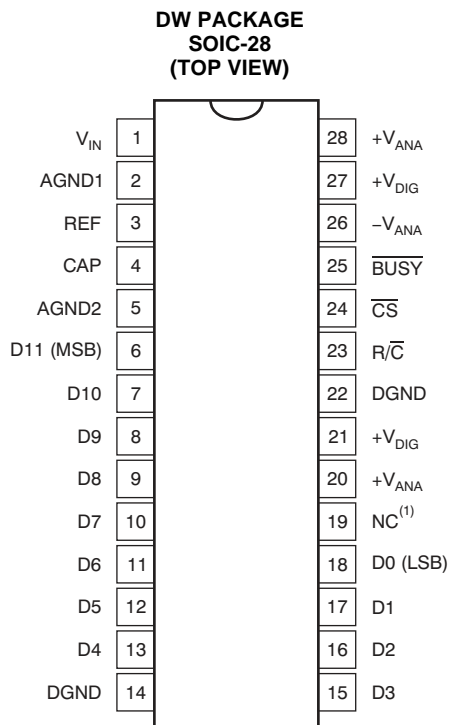 DW PACKAGE
SOIC-28
(TOP VIEW)
V_IN 1 28 +V_ANA
AGND1 2 27 +V_DIG
REF 3 26 −V_ANA
CAP 4 25 B̅U̅S̅Y̅
AGND2 5 24 C̅S̅
D11 (MSB) 6 23 R/C̅
D10 7 22 DGND
D9 8 21 +V_DIG
D8 9 20 +V_ANA
D7 10 19 NC⁽¹⁾
D6 11 18 D0 (LSB)
D5 12 17 D1
D4 13 16 D2
DGND 14 15 D3